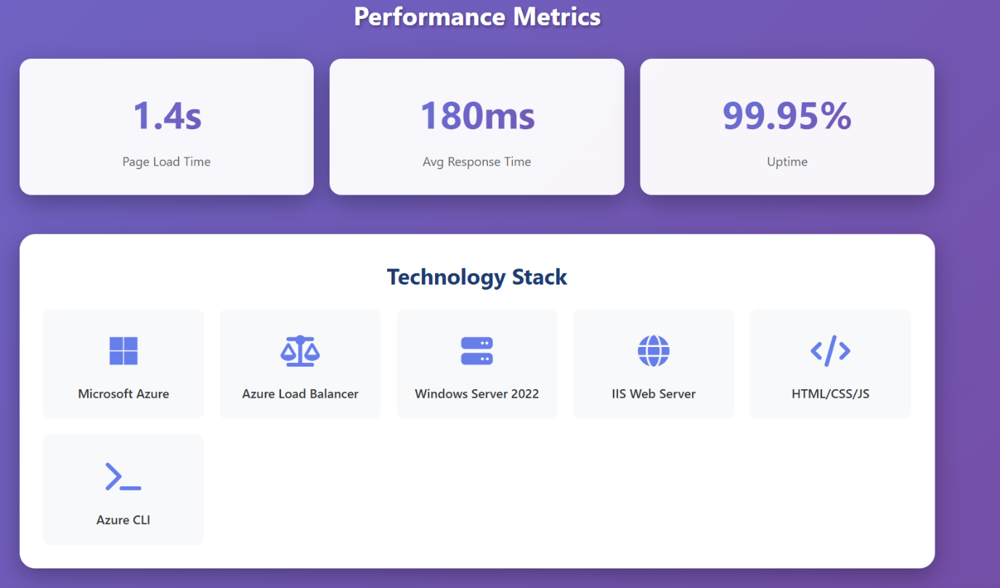 Performance Metrics
1.4s
Page Load Time
180ms
Avg Response Time
99.95%
Uptime
Technology Stack
Microsoft Azure
Azure Load Balancer
Windows Server 2022
IIS Web Server
HTML/CSS/JS
Azure CLI